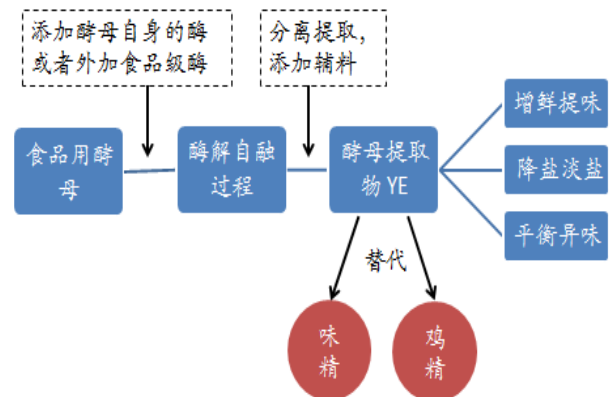 添加酵母自身的酶
或者外加食品级酶
分离提取，
添加辅料
食品用酵
母
酶解自融
过程
酵母提取
物 YE
增鲜提味
降盐淡盐
平衡异味
替代
味
精
鸡
精